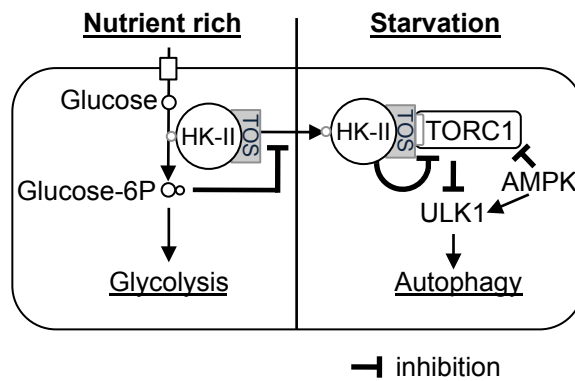 Nutrient rich
Starvation
Glucose
HK-II
TOS
HK-II
TOS
TORC1
Glucose-6P
AMPK
ULK1
Glycolysis
Autophagy
inhibition